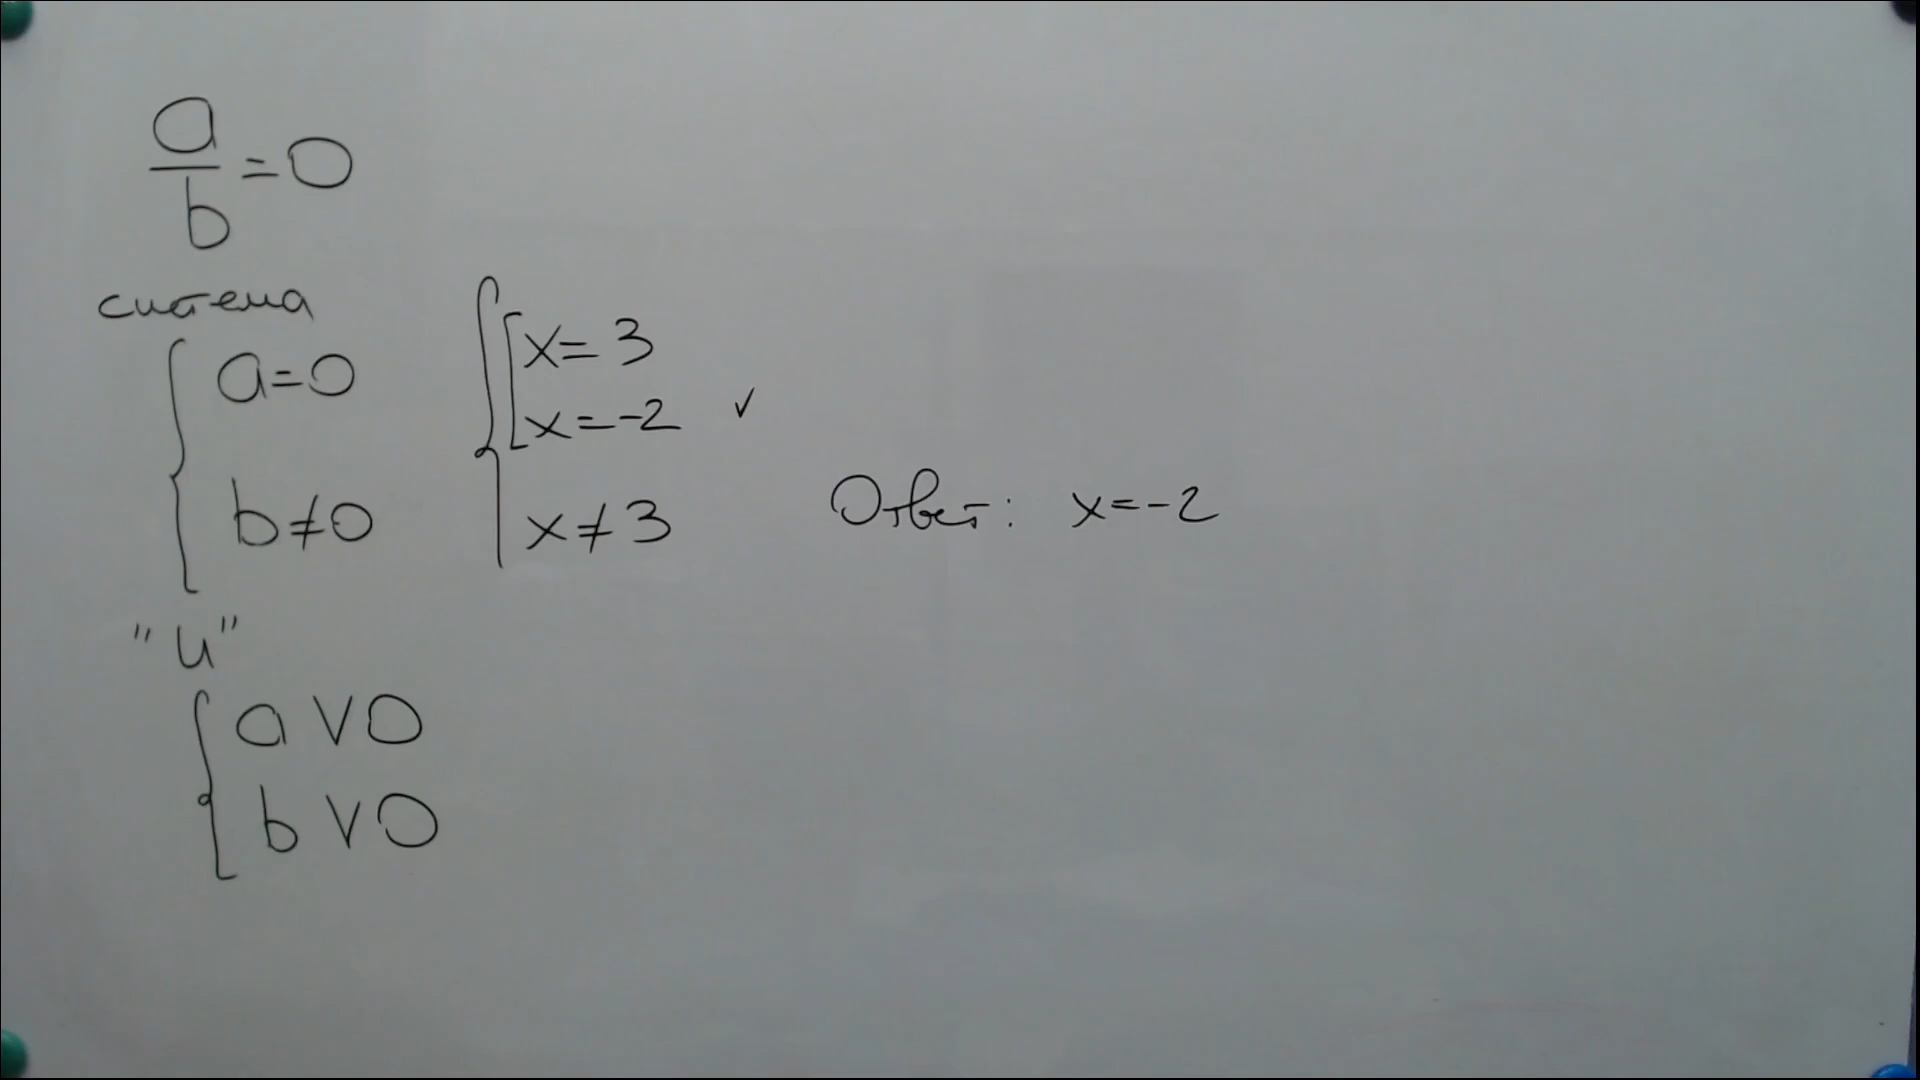 a/b = 0
система
{ a = 0
b ≠ 0
"и"
{ a ∨ 0
b ∨ 0
{ [ x = 3
x = -2 ✓
x ≠ 3
Ответ: x = -2